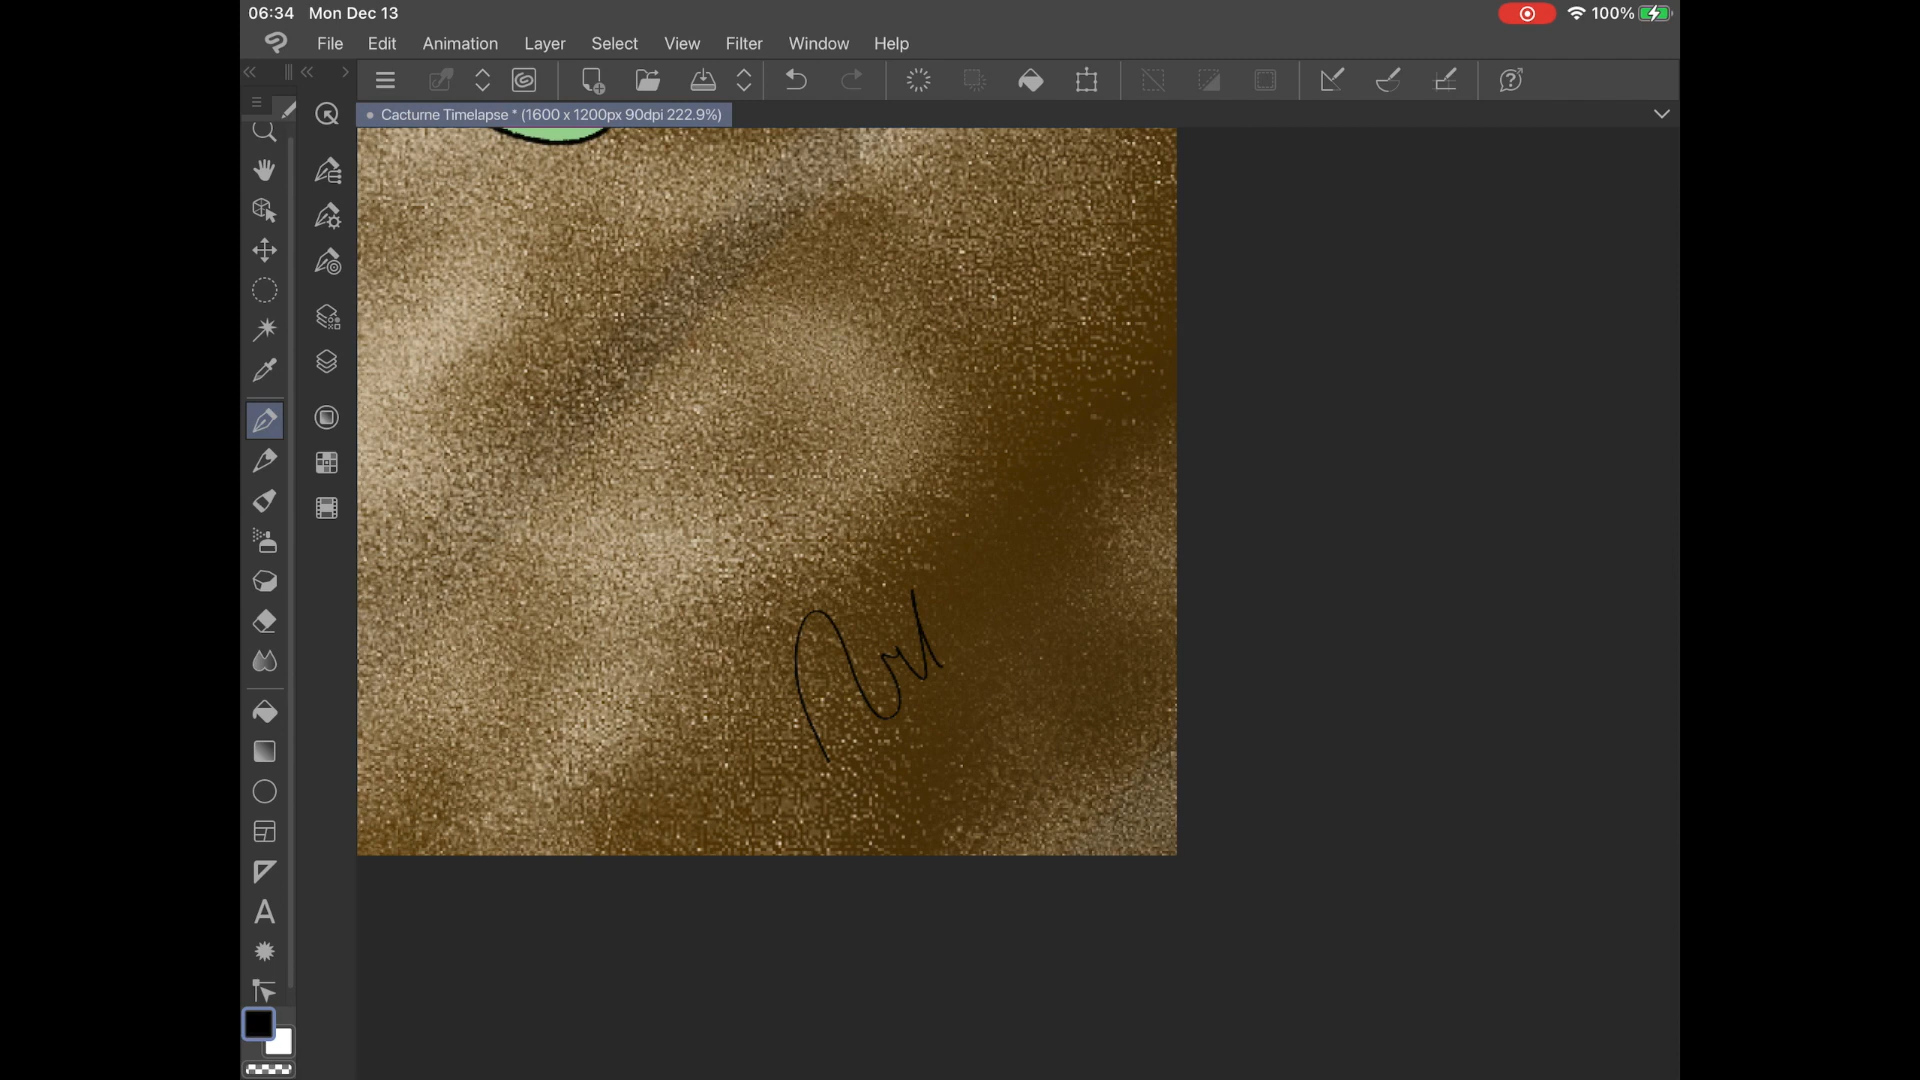 06:34 Mon Dec 13 100%
File Edit Animation Layer Select View Filter Window Help
Cacturne Timelapse * (1600 x 1200px 90dpi 222.9%)